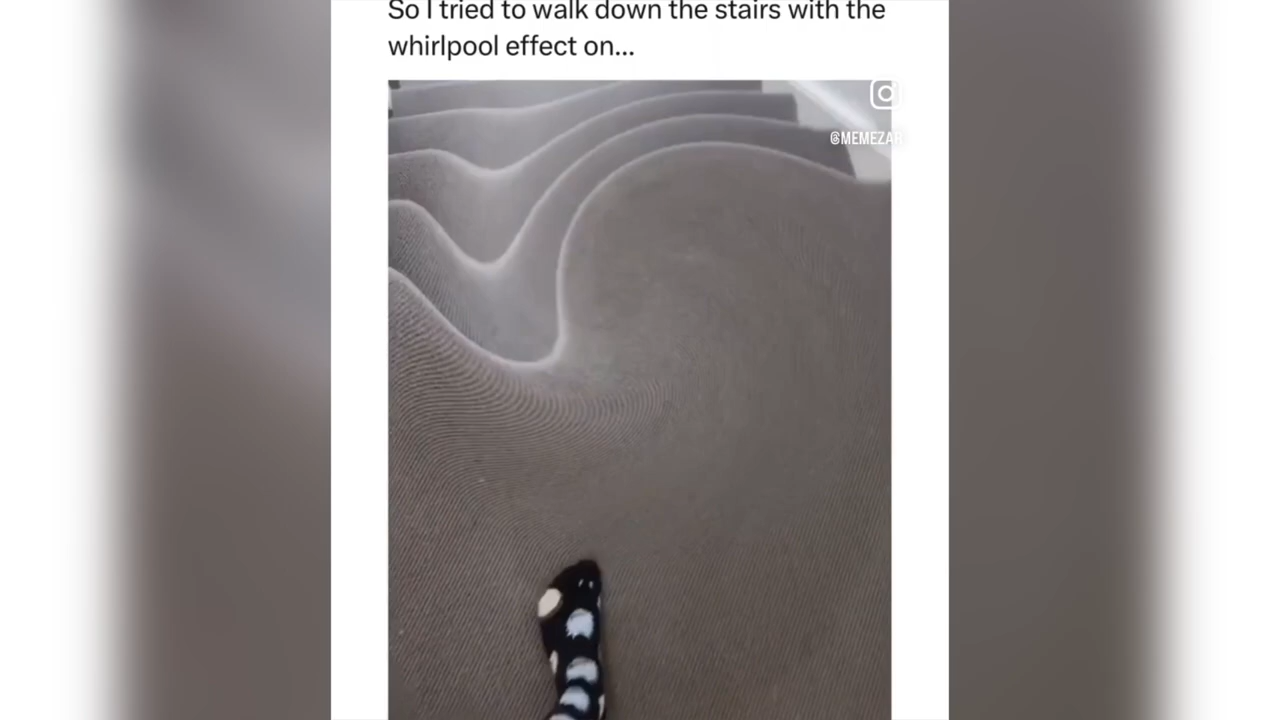 So I tried to walk down the stairs with the
whirlpool effect on...
@MEMEZAR